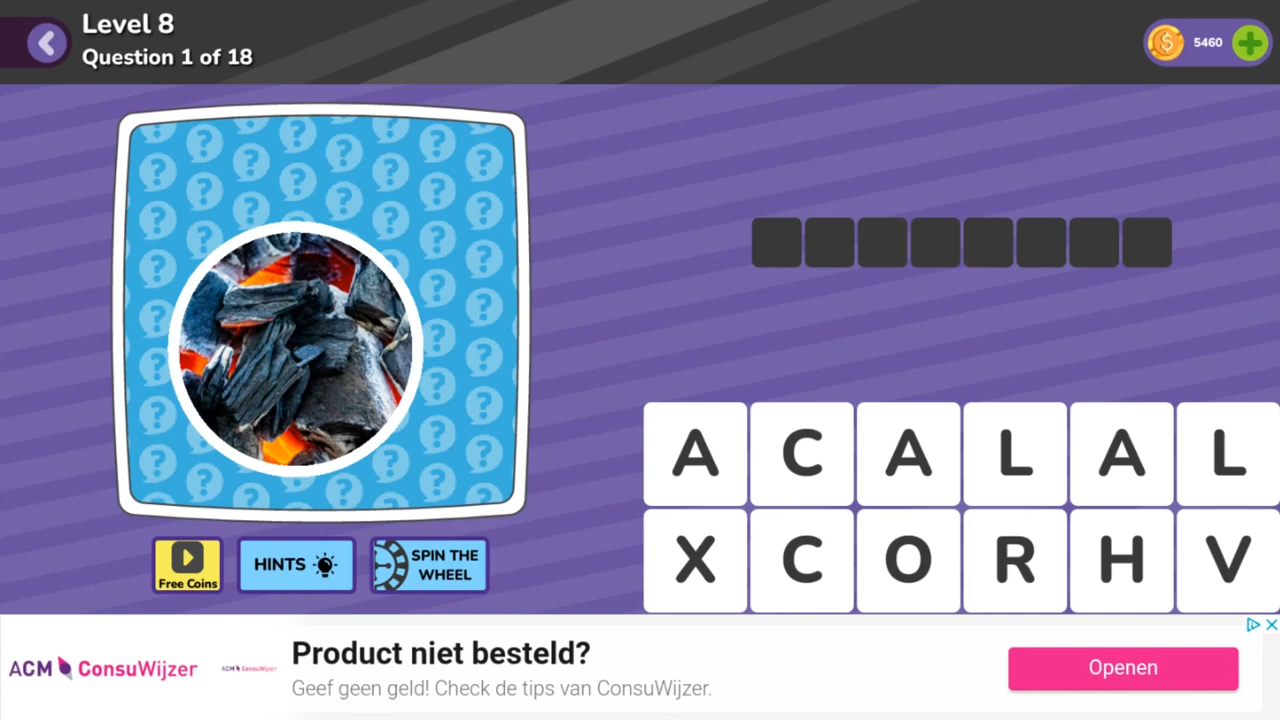 Level 8
Question 1 of 18
5460
Free Coins
HINTS
SPIN THE
WHEEL
A C A L A L
X C O R H V
ACM ConsuWijzer
ACM ConsuWijzer
Product niet besteld?
Geef geen geld! Check de tips van ConsuWijzer.
Openen